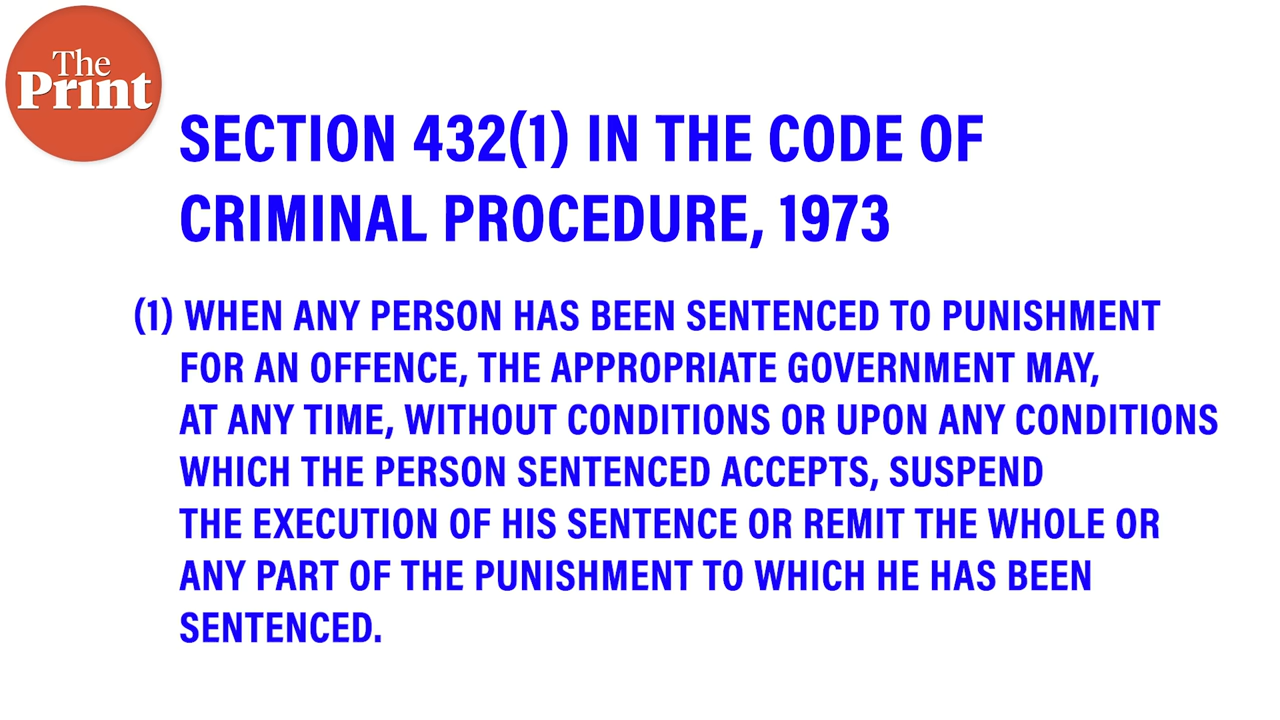 The
Print
SECTION 432(1) IN THE CODE OF
CRIMINAL PROCEDURE, 1973
(1) WHEN ANY PERSON HAS BEEN SENTENCED TO PUNISHMENT
FOR AN OFFENCE, THE APPROPRIATE GOVERNMENT MAY,
AT ANY TIME, WITHOUT CONDITIONS OR UPON ANY CONDITIONS
WHICH THE PERSON SENTENCED ACCEPTS, SUSPEND
THE EXECUTION OF HIS SENTENCE OR REMIT THE WHOLE OR
ANY PART OF THE PUNISHMENT TO WHICH HE HAS BEEN
SENTENCED.